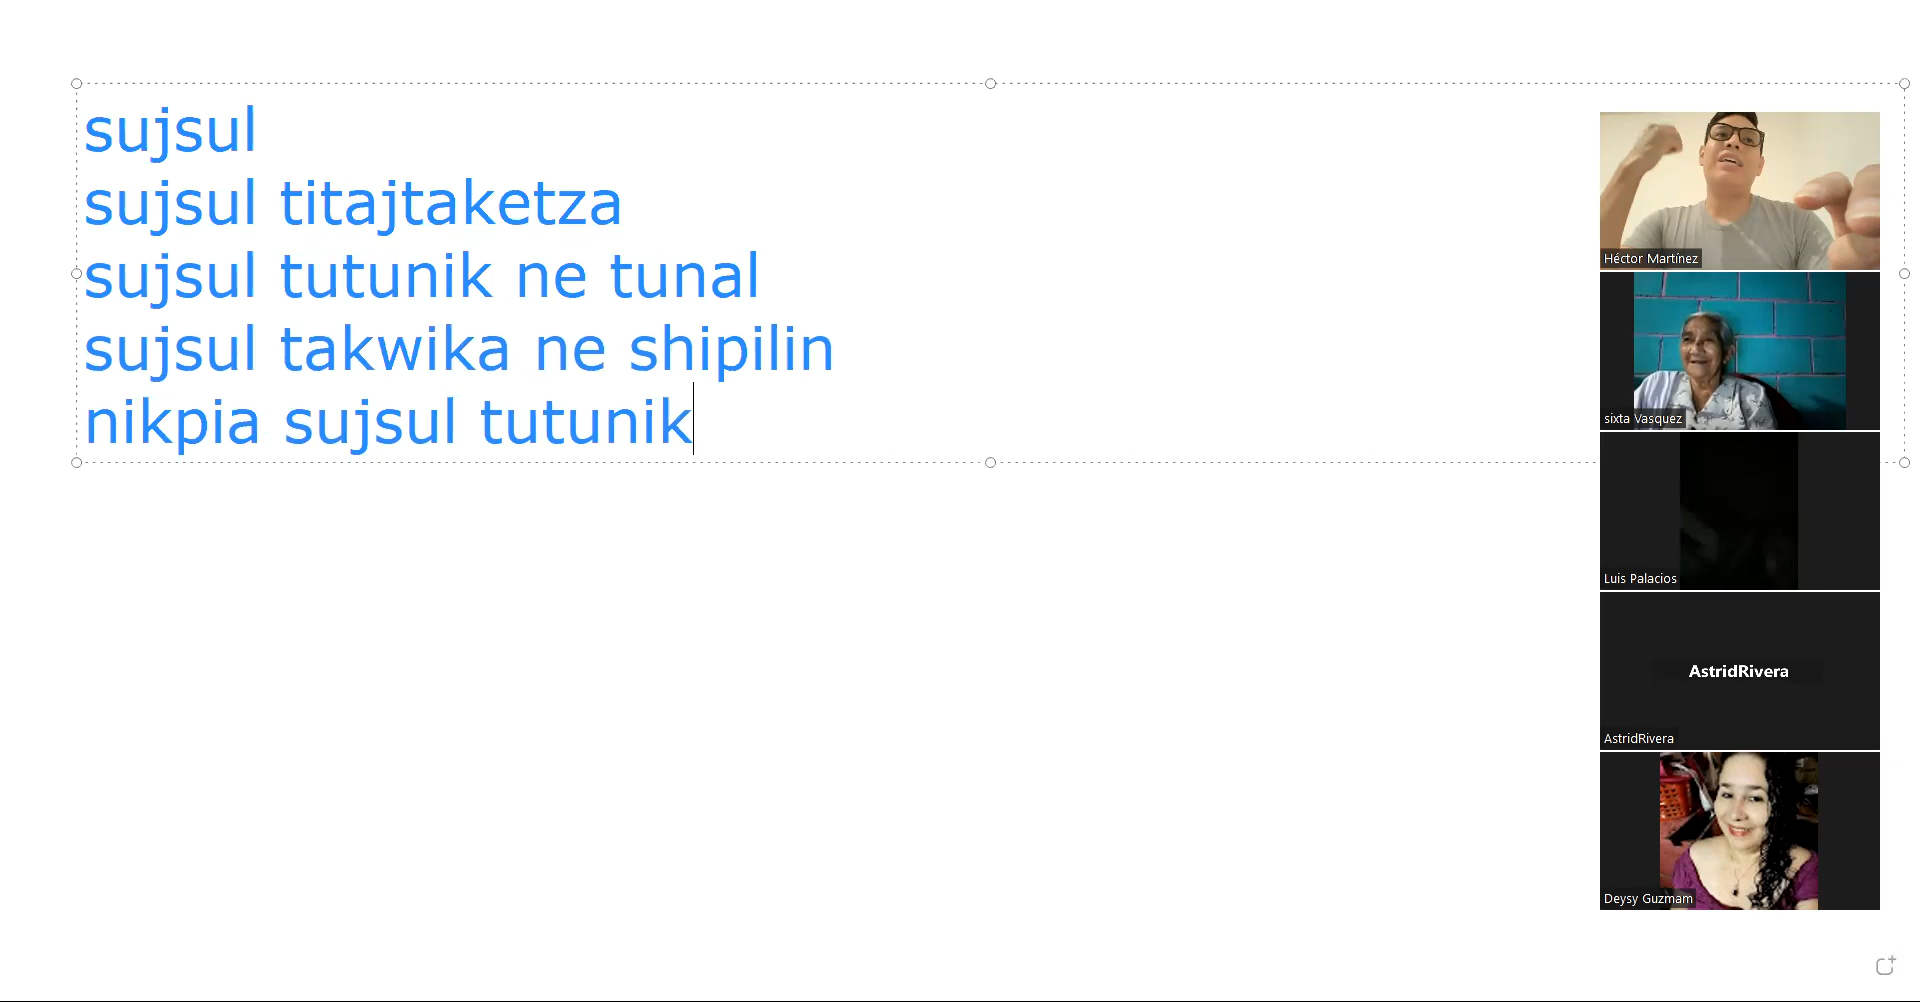 sujsul
sujsul titajtaketza
sujsul tutunik ne tunal
sujsul takwika ne shipilin
nikpia sujsul tutunik
Héctor Martínez
sixta Vasquez
Luis Palacios
AstridRivera
AstridRivera
Deysy Guzmam